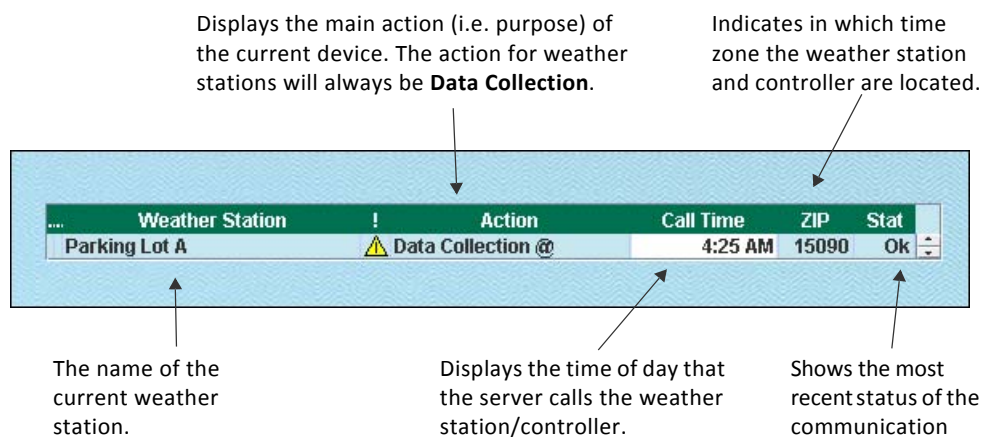 Displays the main action (i.e. purpose) of
the current device. The action for weather
stations will always be Data Collection.
Indicates in which time
zone the weather station
and controller are located.
.... Weather Station ! Action Call Time ZIP Stat
Parking Lot A Data Collection @ 4:25 AM 15090 Ok
The name of the
current weather
station.
Displays the time of day that
the server calls the weather
station/controller.
Shows the most
recent status of the
communication